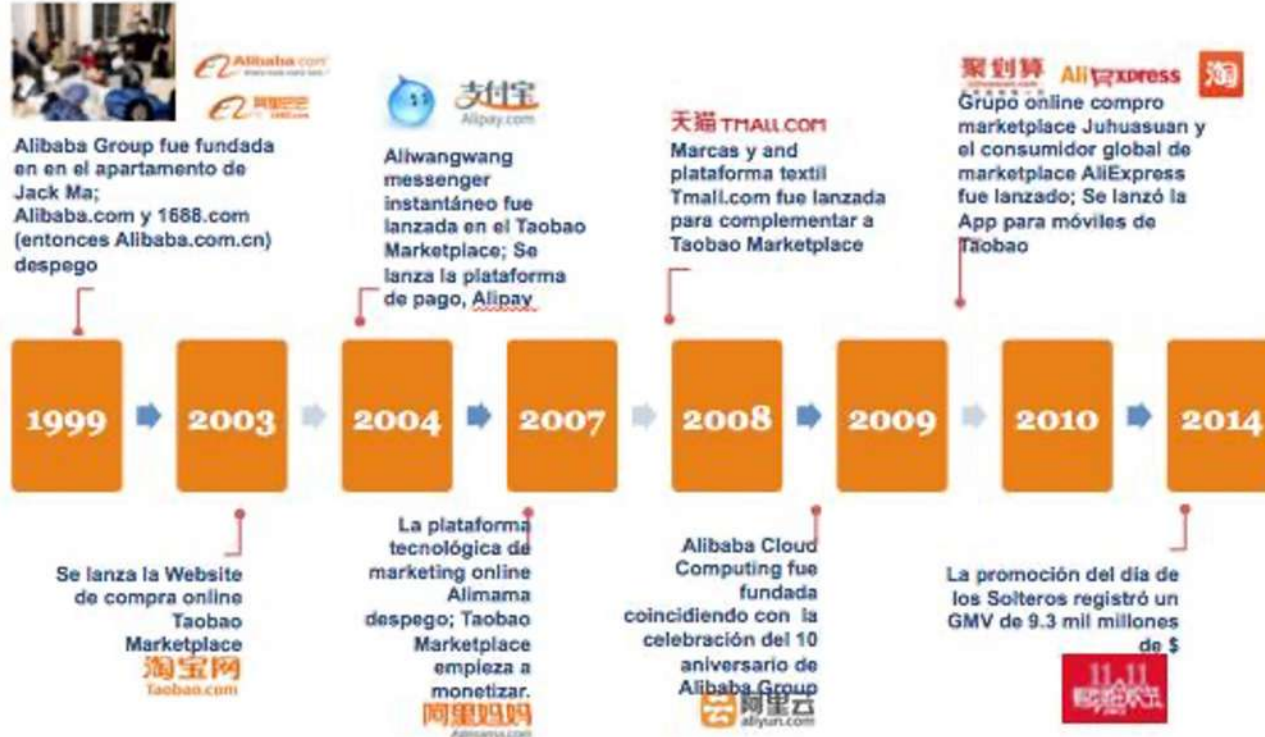 Alibaba.com
阿里巴巴
1688.com
Alibaba Group fue fundada
en en el apartamento de
Jack Ma;
Alibaba.com y 1688.com
(entonces Alibaba.com.cn)
despego
支付宝
Alipay.com
Aliwangwang
messenger
instantáneo fue
lanzada en el Taobao
Marketplace; Se
lanza la plataforma
de pago, Alipay
天猫 TMALL.COM
Marcas y and
plataforma textil
Tmall.com fue lanzada
para complementar a
Taobao Marketplace
聚划算 AliExpress 淘
Grupo online compro
marketplace Juhuasuan y
el consumidor global de
marketplace AliExpress
fue lanzado; Se lanzó la
App para móviles de
Taobao
1999
2003
2004
2007
2008
2009
2010
2014
Se lanza la Website
de compra online
Taobao
Marketplace
淘宝网
Taobao.com
La plataforma
tecnológica de
marketing online
Alimama
despego; Taobao
Marketplace
empieza a
monetizar.
阿里妈妈
Alimama.com
Alibaba Cloud
Computing fue
fundada
coincidiendo con la
celebración del 10
aniversario de
Alibaba Group
阿里云
aliyun.com
La promoción del día de
los Solteros registró un
GMV de 9.3 mil millones
de $
11.11